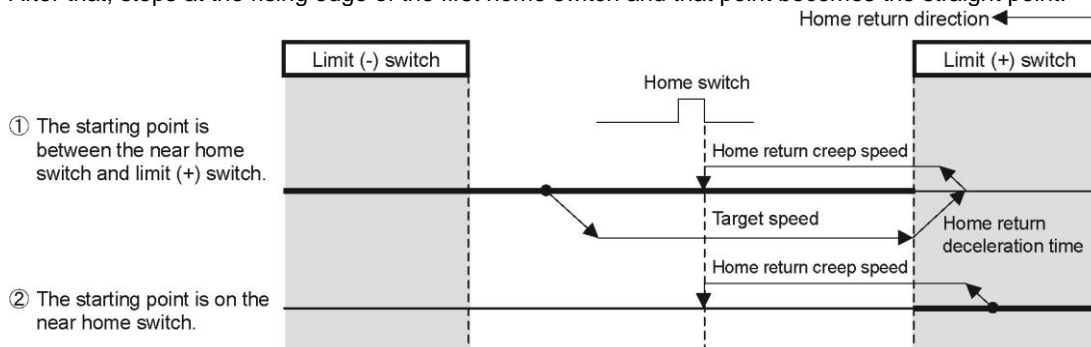 After that, stops at the rising edge of the first home switch and that point becomes the straight point.
Home return direction
Limit (-) switch
Limit (+) switch
Home switch
① The starting point is
between the near home
switch and limit (+) switch.
Home return creep speed
Target speed
Home return
deceleration time
Home return creep speed
② The starting point is on the
near home switch.